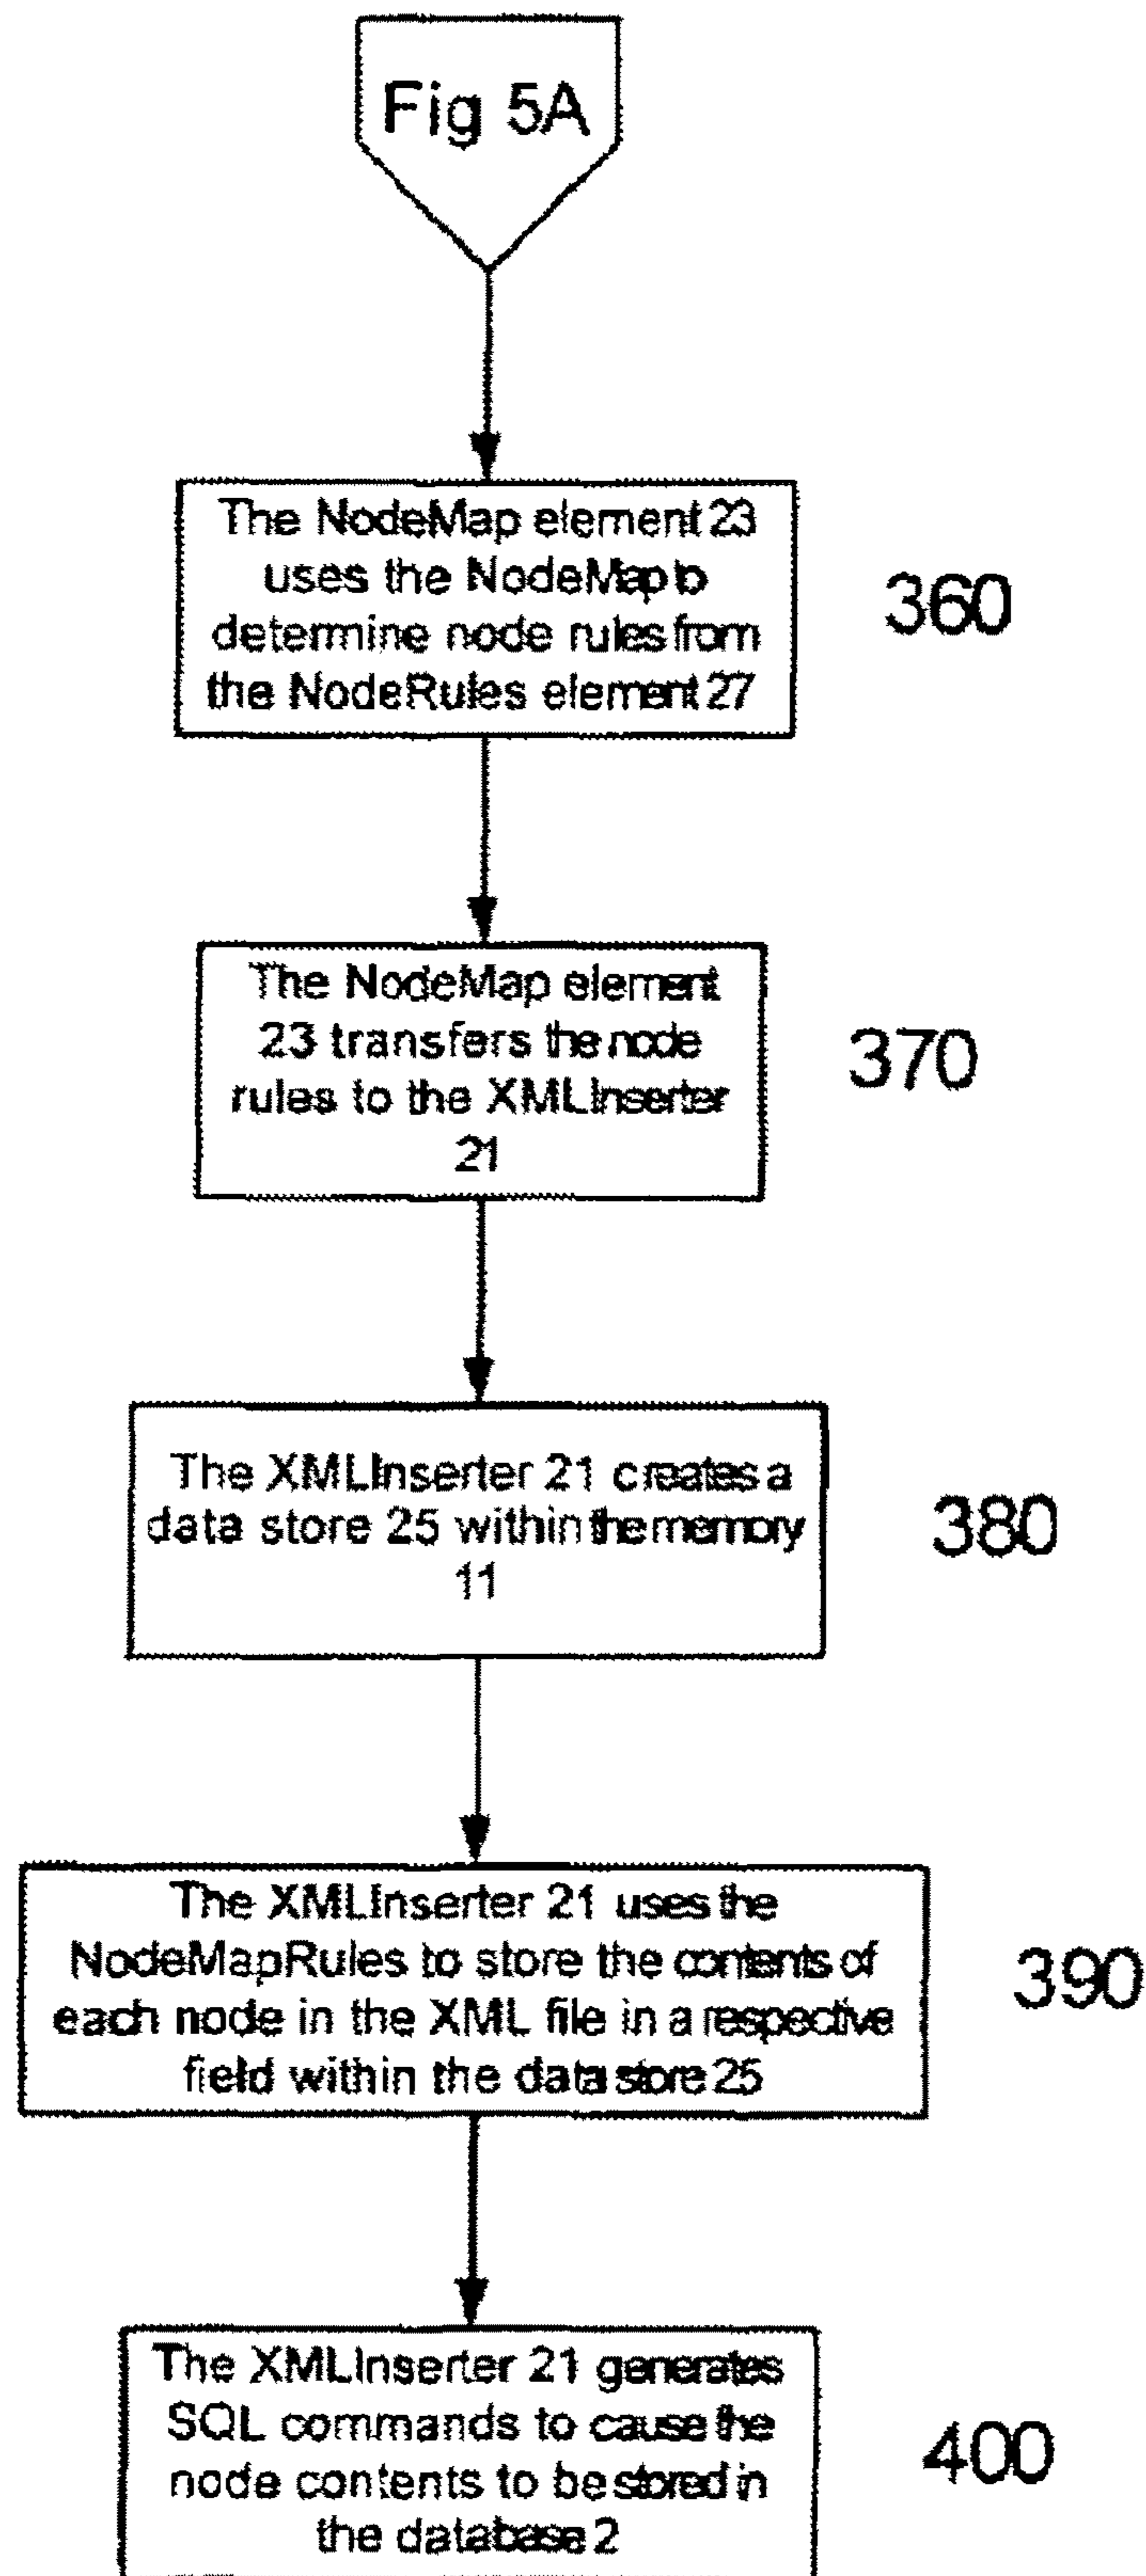 Fig 5A
The NodeMap element 23
uses the NodeMap to
determine node rules from
the NodeRules element 27
360
The NodeMap element
23 transfers the node
rules to the XMLInserter
21
370
The XMLInserter 21 creates a
data store 25 within the memory
11
380
The XMLInserter 21 uses the
NodeMapRules to store the contents of
each node in the XML file in a respective
field within the data store 25
390
The XMLInserter 21 generates
SQL commands to cause the
node contents to be stored in
the database 2
400